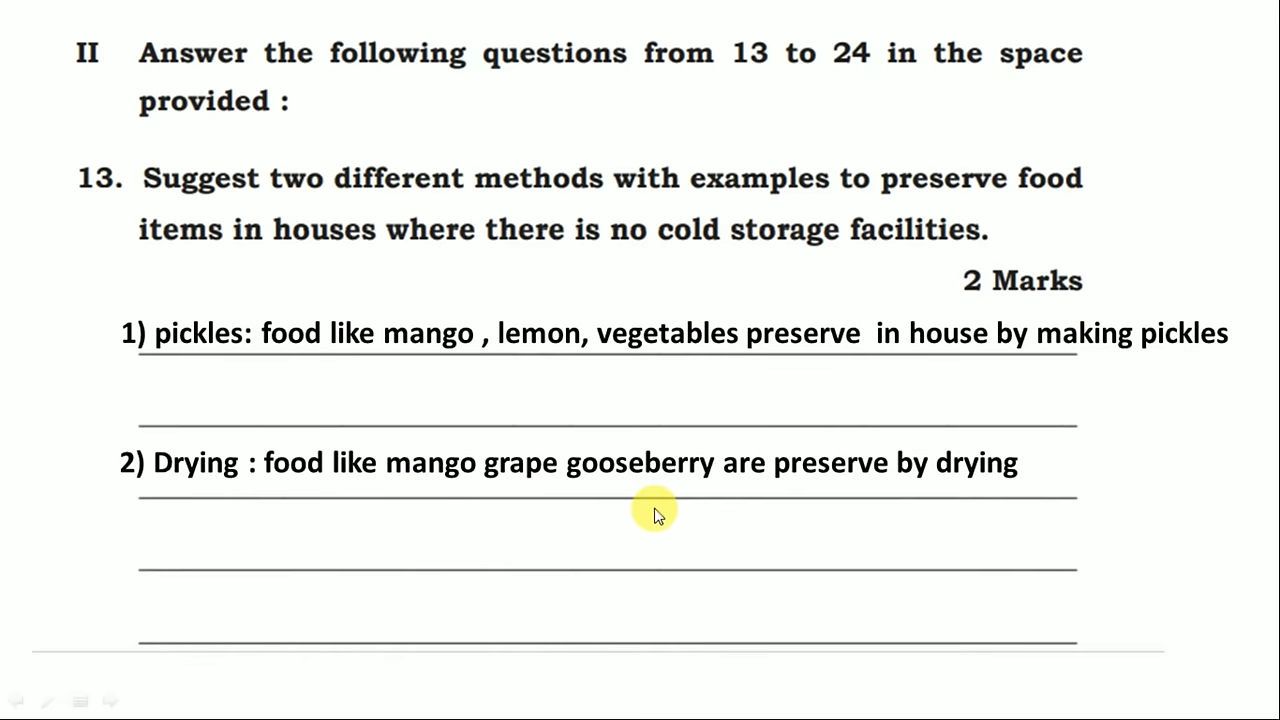 II Answer the following questions from 13 to 24 in the space
provided :
13. Suggest two different methods with examples to preserve food
items in houses where there is no cold storage facilities.
2 Marks
1) pickles: food like mango , lemon, vegetables preserve in house by making pickles
2) Drying : food like mango grape gooseberry are preserve by drying